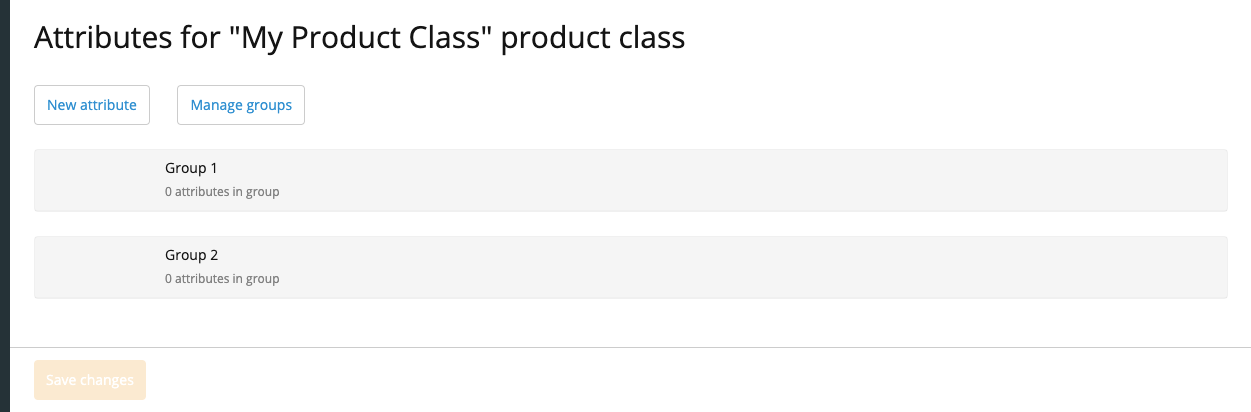 Attributes for "My Product Class" product class
New attribute
Manage groups
Group 1
0 attributes in group
Group 2
0 attributes in group
Save changes